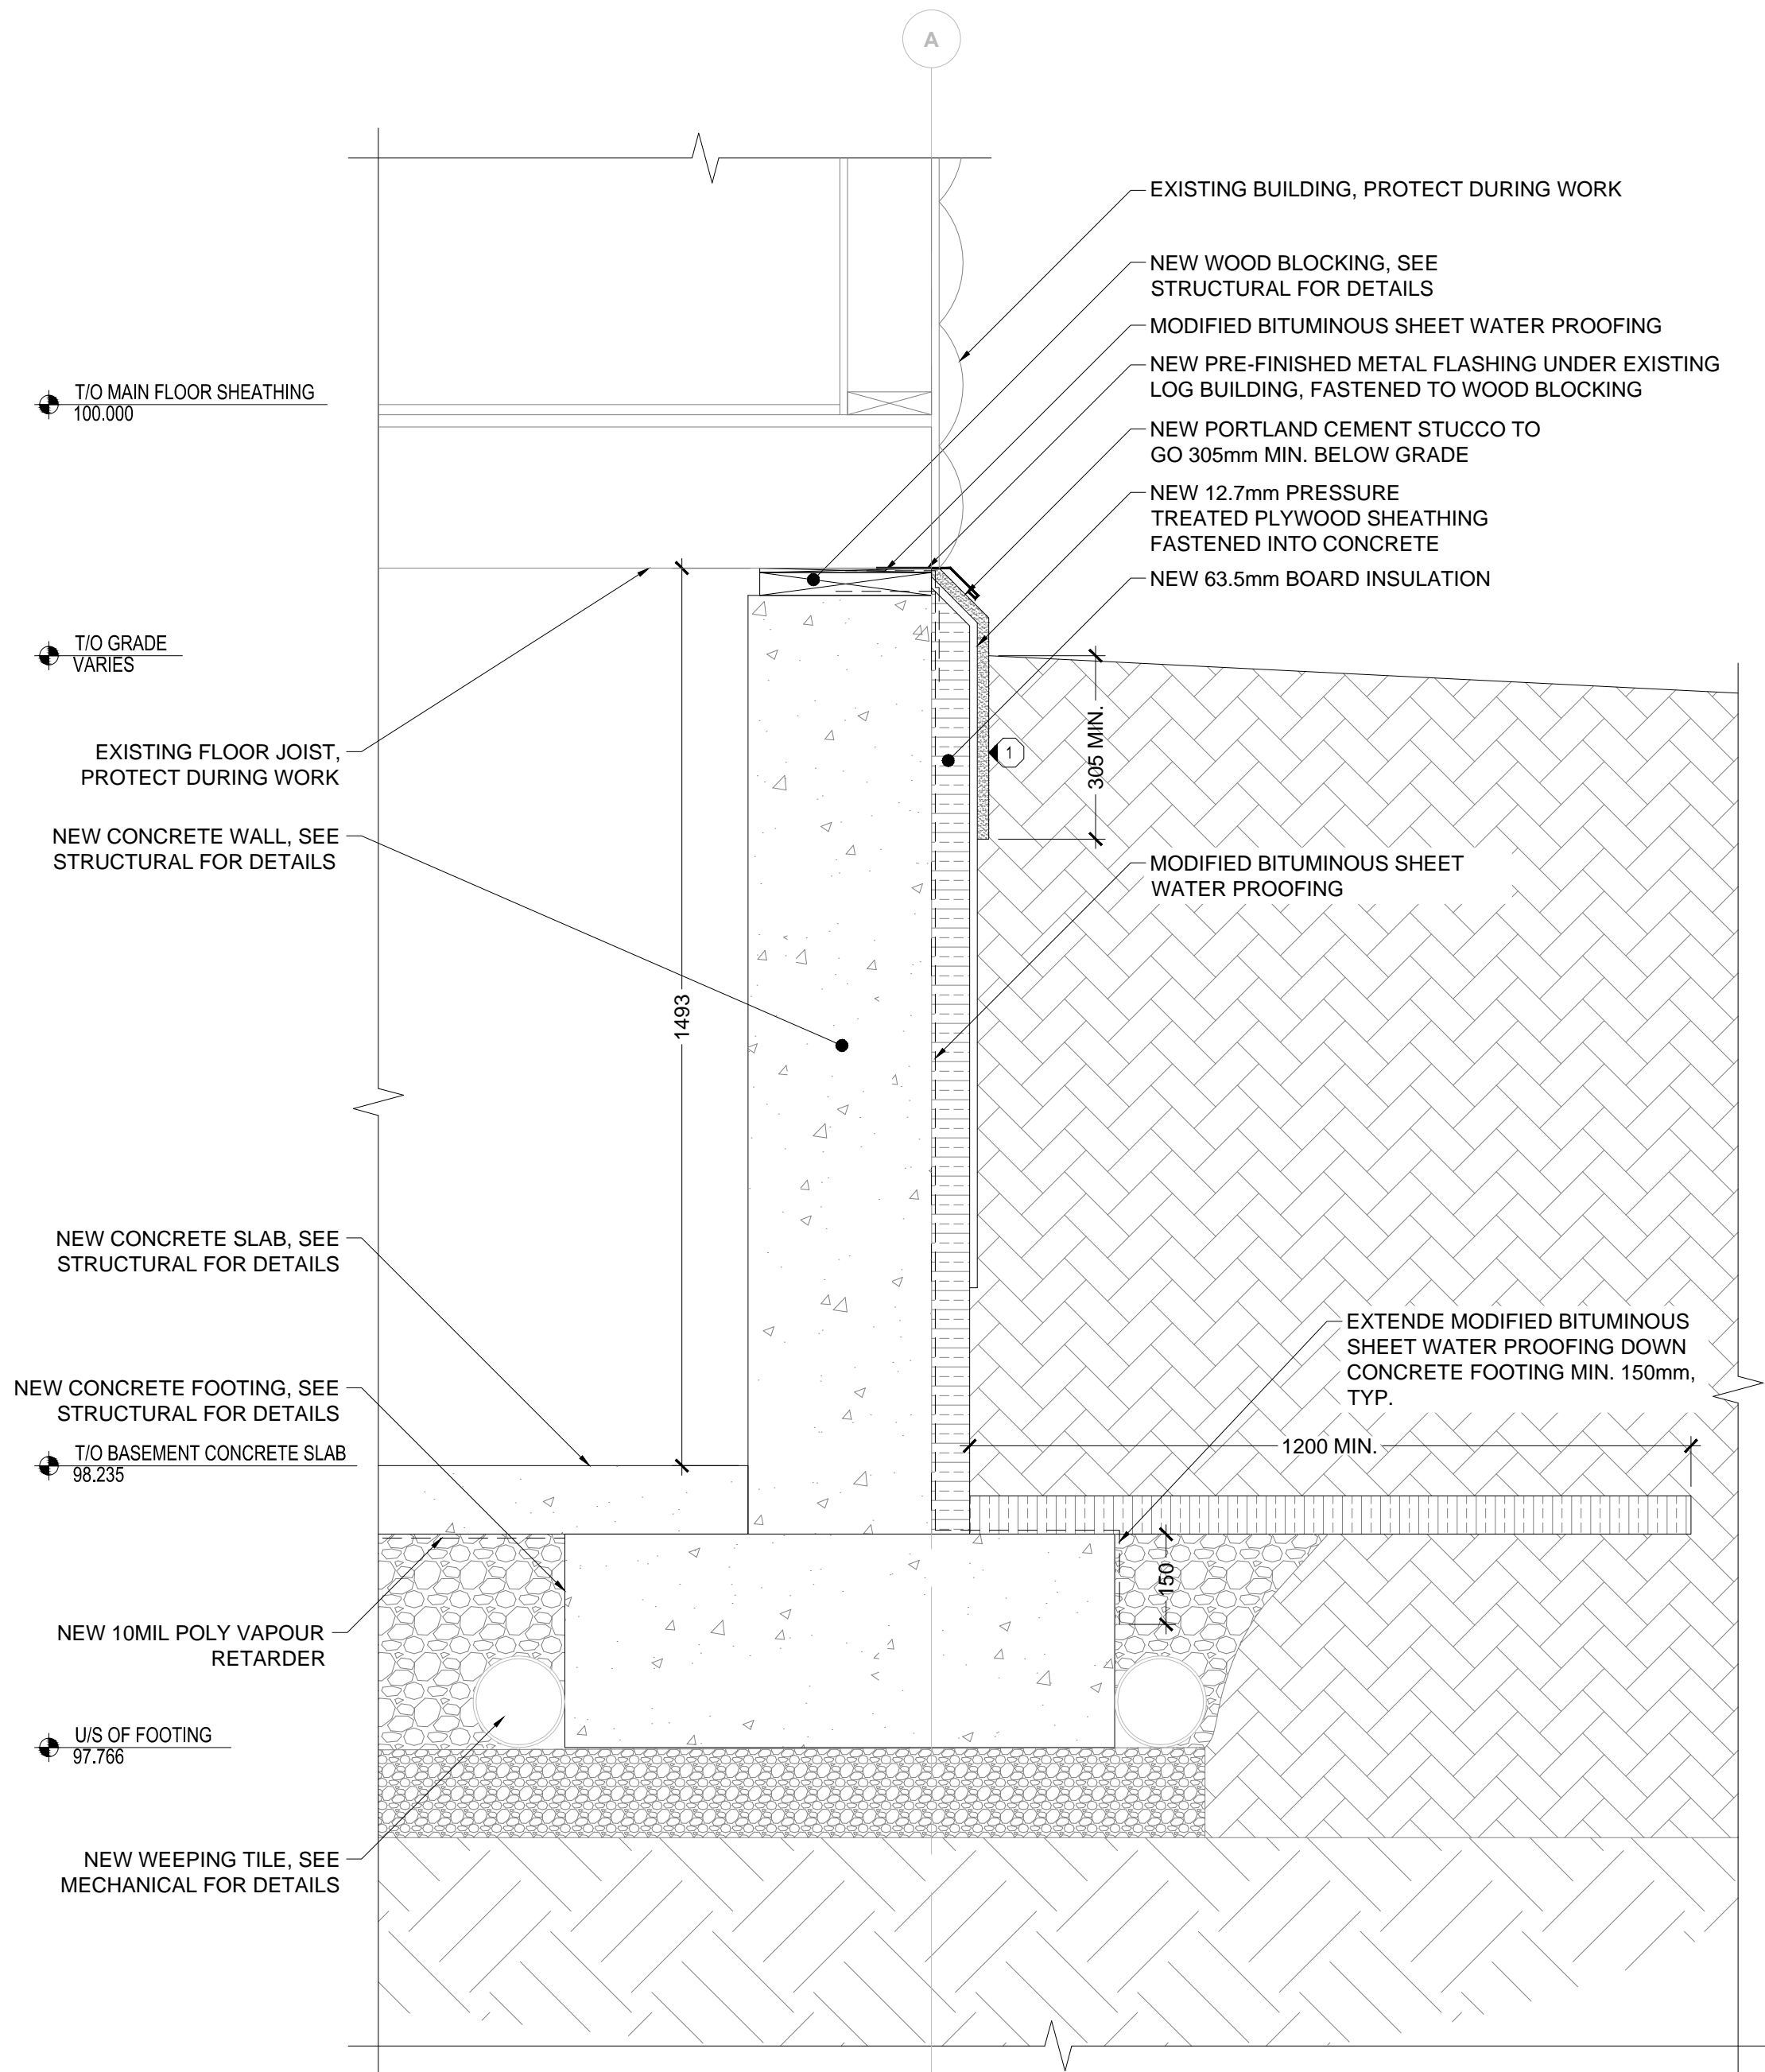 A
EXISTING BUILDING, PROTECT DURING WORK
NEW WOOD BLOCKING, SEE
STRUCTURAL FOR DETAILS
MODIFIED BITUMINOUS SHEET WATER PROOFING
NEW PRE-FINISHED METAL FLASHING UNDER EXISTING
LOG BUILDING, FASTENED TO WOOD BLOCKING
T/O MAIN FLOOR SHEATHING
100.000
NEW PORTLAND CEMENT STUCCO TO
GO 305mm MIN. BELOW GRADE
NEW 12.7mm PRESSURE
TREATED PLYWOOD SHEATHING
FASTENED INTO CONCRETE
NEW 63.5mm BOARD INSULATION
T/O GRADE
VARIES
305 MIN.
1
EXISTING FLOOR JOIST,
PROTECT DURING WORK
NEW CONCRETE WALL, SEE
STRUCTURAL FOR DETAILS
MODIFIED BITUMINOUS SHEET
WATER PROOFING
1493
NEW CONCRETE SLAB, SEE
STRUCTURAL FOR DETAILS
EXTENDE MODIFIED BITUMINOUS
SHEET WATER PROOFING DOWN
CONCRETE FOOTING MIN. 150mm,
TYP.
NEW CONCRETE FOOTING, SEE
STRUCTURAL FOR DETAILS
T/O BASEMENT CONCRETE SLAB
98.235
1200 MIN.
150
NEW 10MIL POLY VAPOUR
RETARDER
U/S OF FOOTING
97.766
NEW WEEPING TILE, SEE
MECHANICAL FOR DETAILS